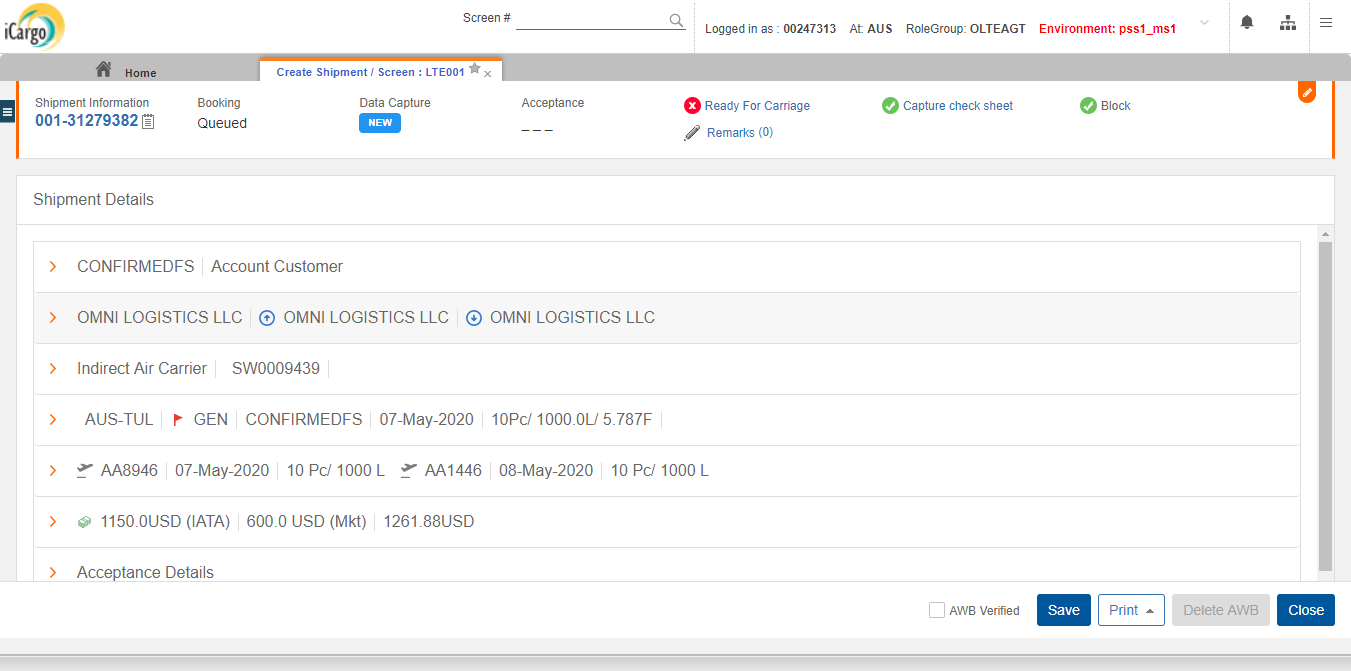 iCargo
Screen #
Logged in as : 00247313 At: AUS RoleGroup: OLTEAGT Environment: pss1_ms1
Home
Create Shipment / Screen : LTE001
Shipment Information Booking Data Capture Acceptance Ready For Carriage Capture check sheet Block
001-31279382 Queued NEW _ _ _ Remarks (0)
Shipment Details
CONFIRMEDFS Account Customer
OMNI LOGISTICS LLC OMNI LOGISTICS LLC OMNI LOGISTICS LLC
Indirect Air Carrier SW0009439
AUS-TUL GEN CONFIRMEDFS 07-May-2020 10Pc/ 1000.0L/ 5.787F
AA8946 07-May-2020 10 Pc/ 1000 L AA1446 08-May-2020 10 Pc/ 1000 L
1150.0USD (IATA) 600.0 USD (Mkt) 1261.88USD
Acceptance Details
AWB Verified Save Print Delete AWB Close